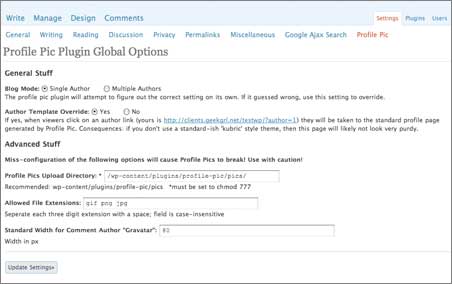 Write Manage Design Comments Settings Plugins Users
General Writing Reading Discussion Privacy Permalinks Miscellaneous Google Ajax Search Profile Pic
Profile Pic Plugin Global Options
General Stuff
Blog Mode: Single Author Multiple Authors
The profile pic plugin will attempt to figure out the correct setting on its own. If it guessed wrong, use this setting to override.
Author Template Override: Yes No
If yes, when viewers click on an author link (yours is http://clients.geekgrl.net/testwp/?author=1) they will be taken to the standard profile page
generated by Profile Pic. Consequences: if you don't use a standard-ish 'kubric' style theme, then this page will likely not look very purdy.
Advanced Stuff
Miss-configuration of the following options will cause Profile Pics to break! Use with caution!
Profile Pics Upload Directory: * /wp-content/plugins/profile-pic/pics/
Recommended: wp-content/plugins/profile-pic/pics *must be set to chmod 777
Allowed File Extensions: gif png jpg
Seperate each three digit extension with a space; field is case-insensitive
Standard Width for Comment Author "Gravatar": 80
Width in px
Update Settings»